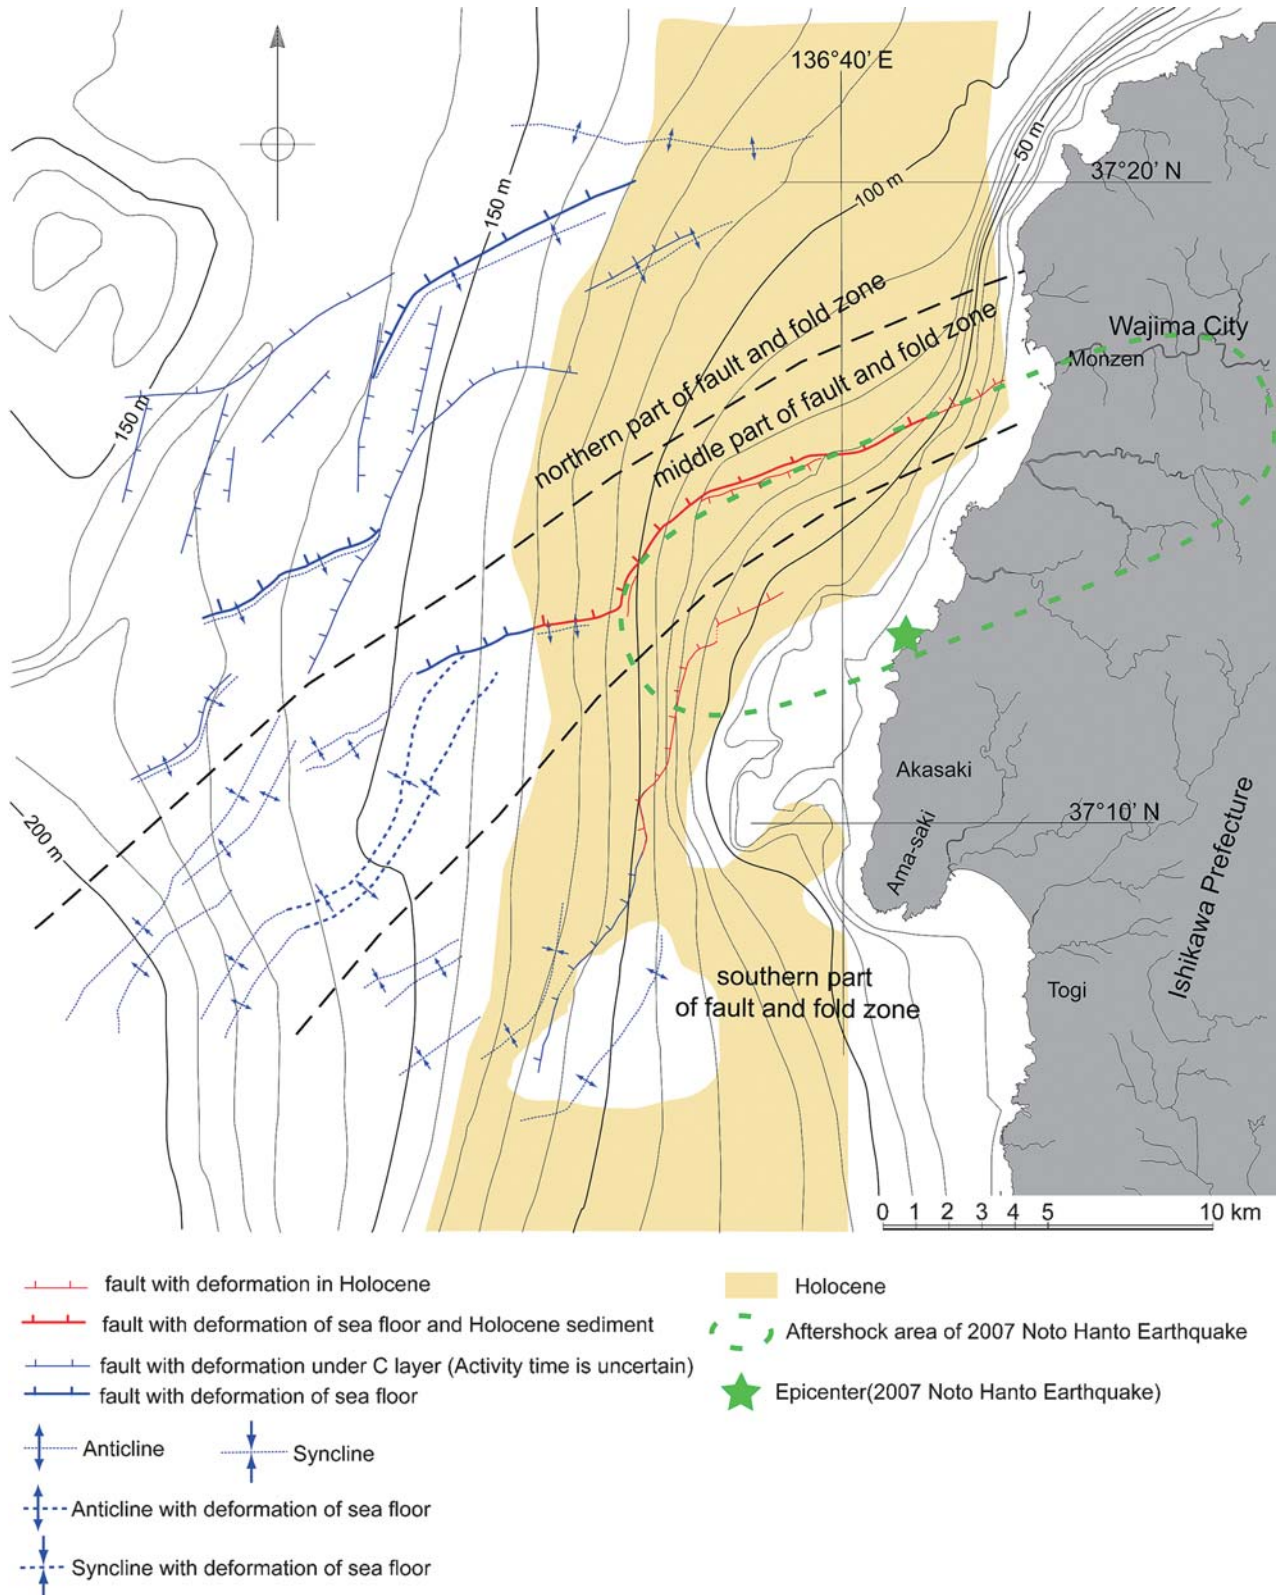 136°40' E
50 m
37°20' N
100 m
150 m
northern part of fault and fold zone
middle part of fault and fold zone
Wajima City
Monzen
150 m
Akasaki
37°10' N
200 m
Ama-saki
Ishikawa Prefecture
southern part
of fault and fold zone
Togi
0 1 2 3 4 5 10 km
fault with deformation in Holocene
fault with deformation of sea floor and Holocene sediment
fault with deformation under C layer (Activity time is uncertain)
fault with deformation of sea floor
Anticline
Syncline
Anticline with deformation of sea floor
Syncline with deformation of sea floor
Holocene
Aftershock area of 2007 Noto Hanto Earthquake
Epicenter(2007 Noto Hanto Earthquake)